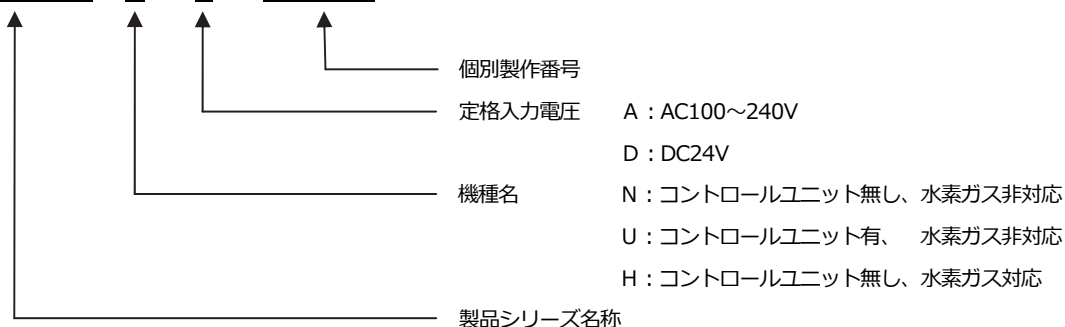 個別製作番号
定格入力電圧 A:AC100～240V
D:DC24V
機種名 N:コントロールユニット無し、水素ガス非対応
U:コントロールユニット有、 水素ガス非対応
H:コントロールユニット無し、水素ガス対応
製品シリーズ名称